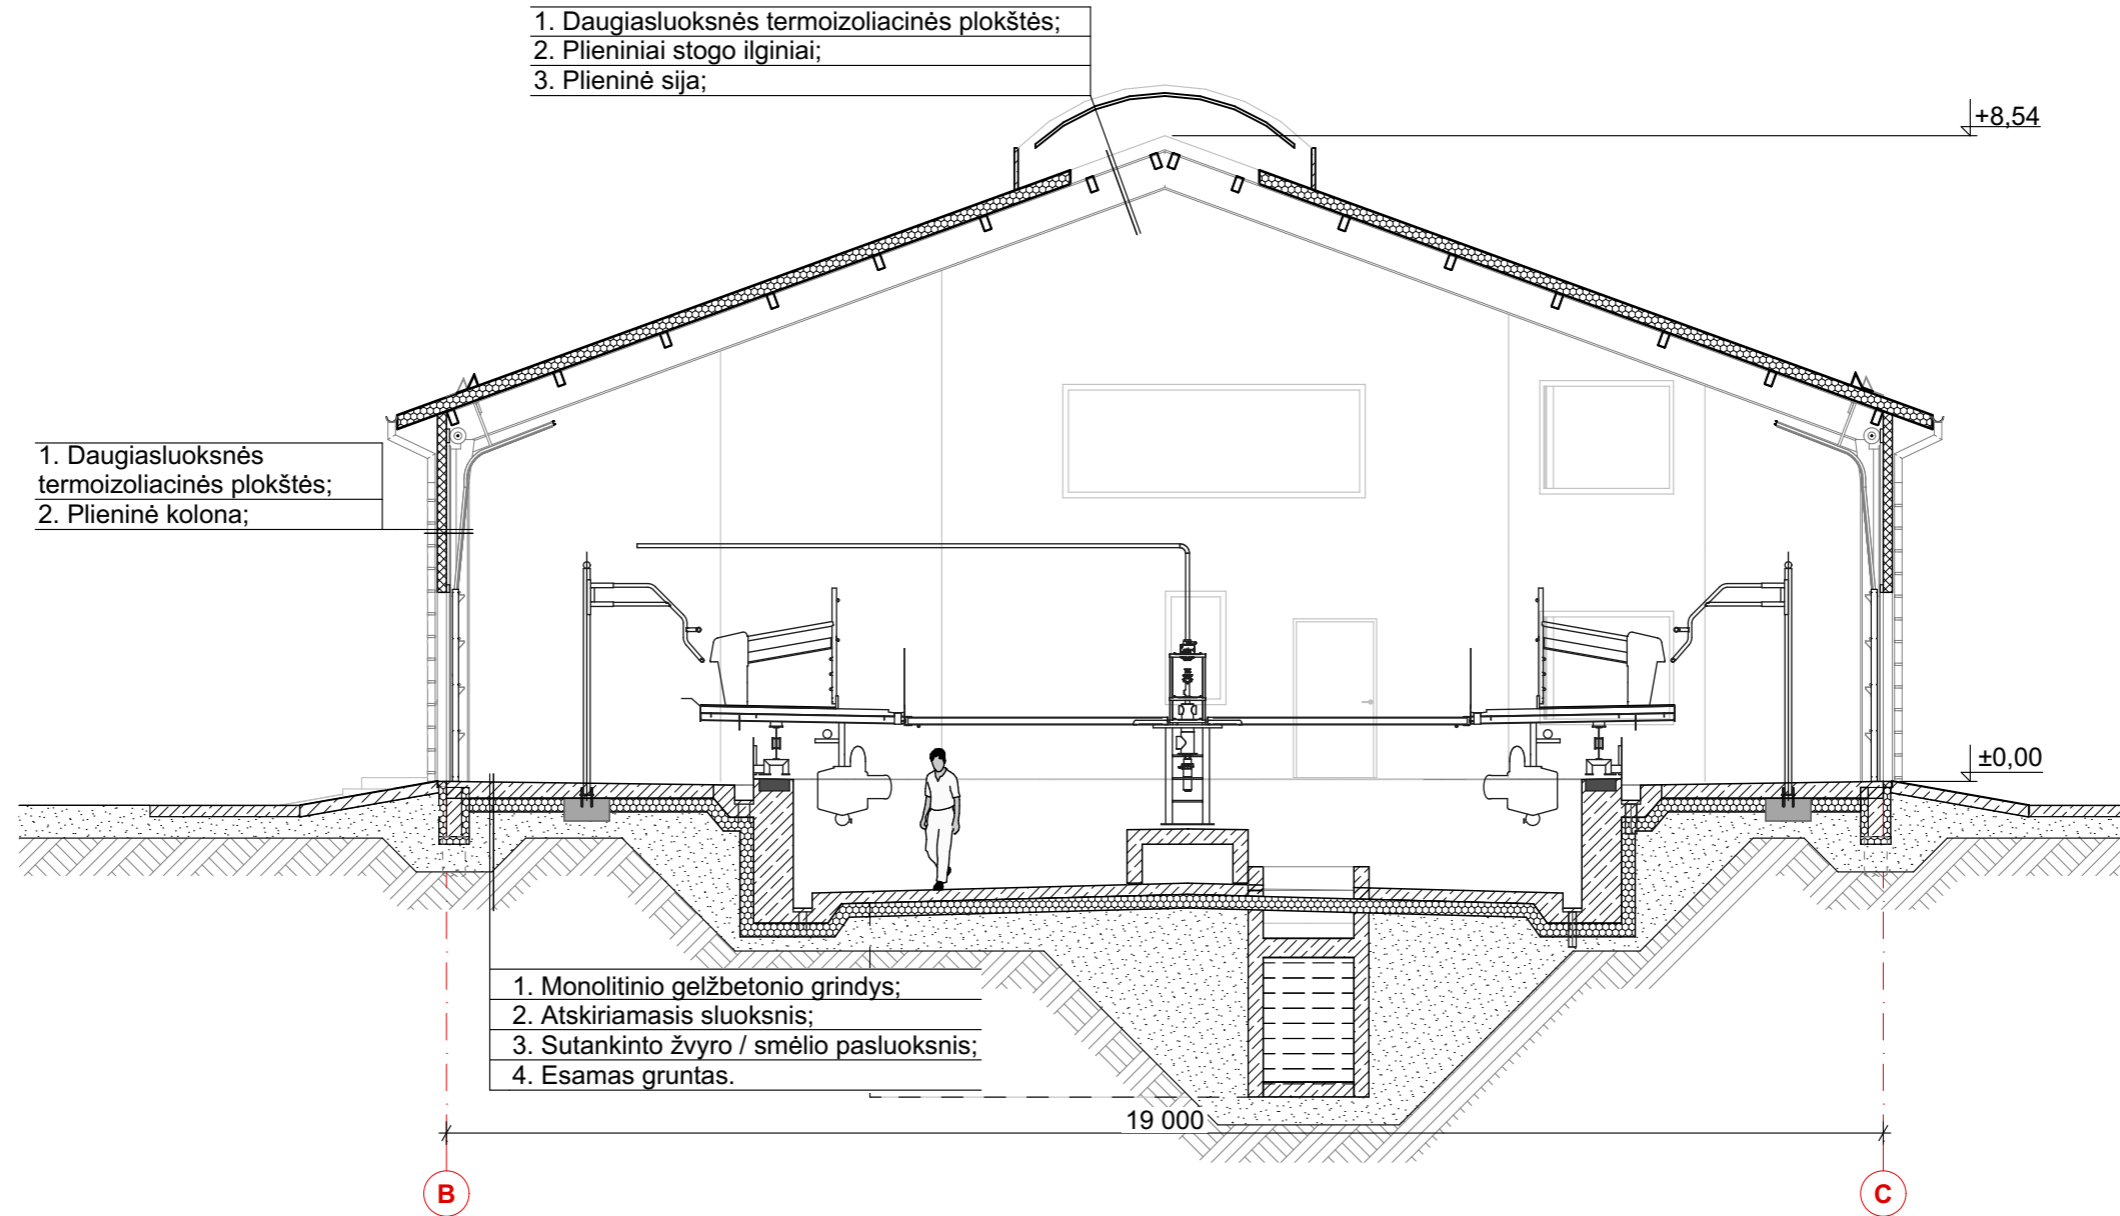 1. Daugiasluoksnės termoizoliacinės plokštės;
2. Plieniniai stogo ilginiai;
3. Plieninė sija;
+8,54
1. Daugiasluoksnės
termoizoliacinės plokštės;
2. Plieninė kolona;
±0,00
1. Monolitinio gelžbetonio grindys;
2. Atskiriamasis sluoksnis;
3. Sutankinto žvyro / smėlio pasluoksnis;
4. Esamas gruntas.
19 000
B
C